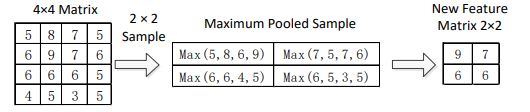 4×4 Matrix
2 × 2
Sample
Maximum Pooled Sample
New Feature
Matrix 2×2
5 8 7 5
6 9 7 6
6 6 6 5
4 5 3 5
Max(5,8,6,9) Max(7,5,7,6)
Max(6,6,4,5) Max(6,5,3,5)
9 7
6 6